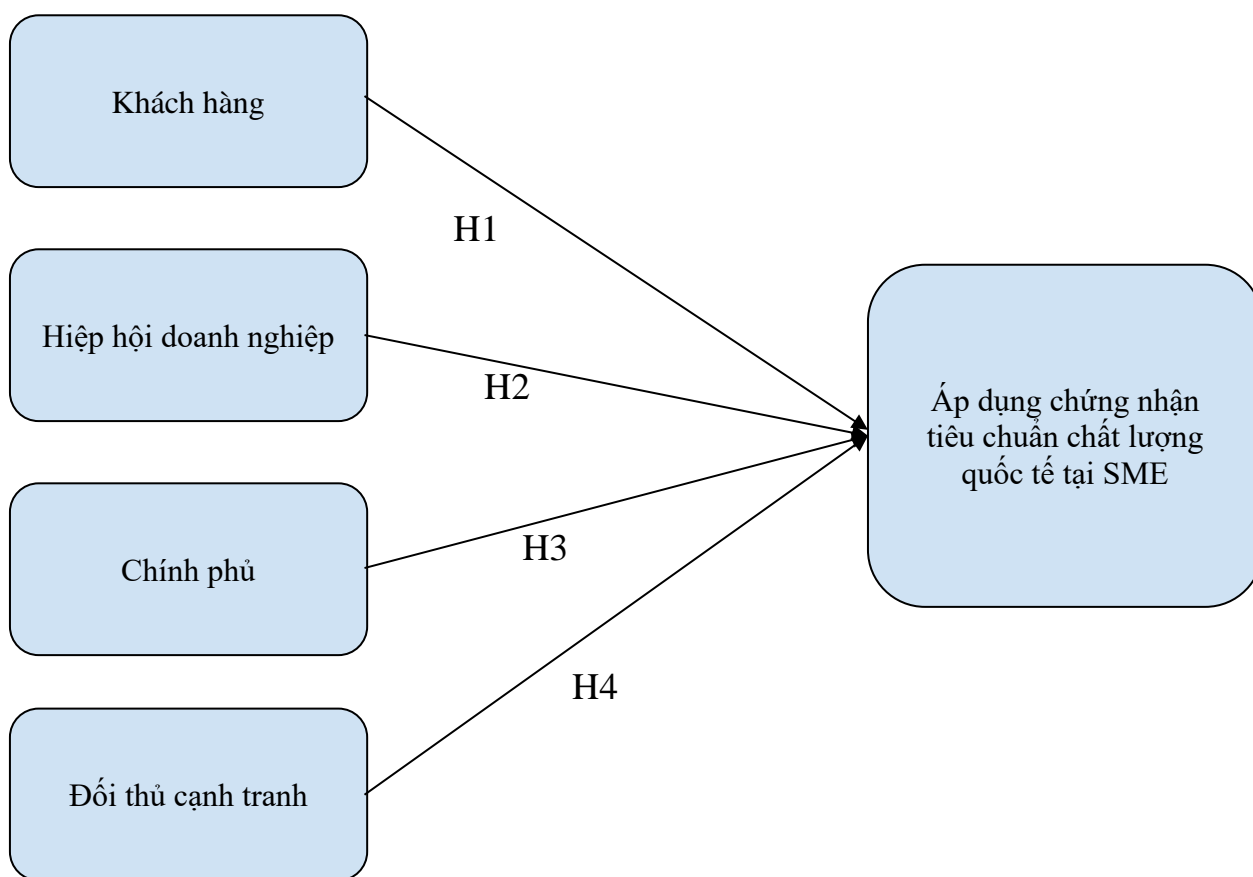 Khách hàng
H1
Hiệp hội doanh nghiệp
H2
Áp dụng chứng nhận
tiêu chuẩn chất lượng
quốc tế tại SME
Chính phủ
H3
H4
Đối thủ cạnh tranh